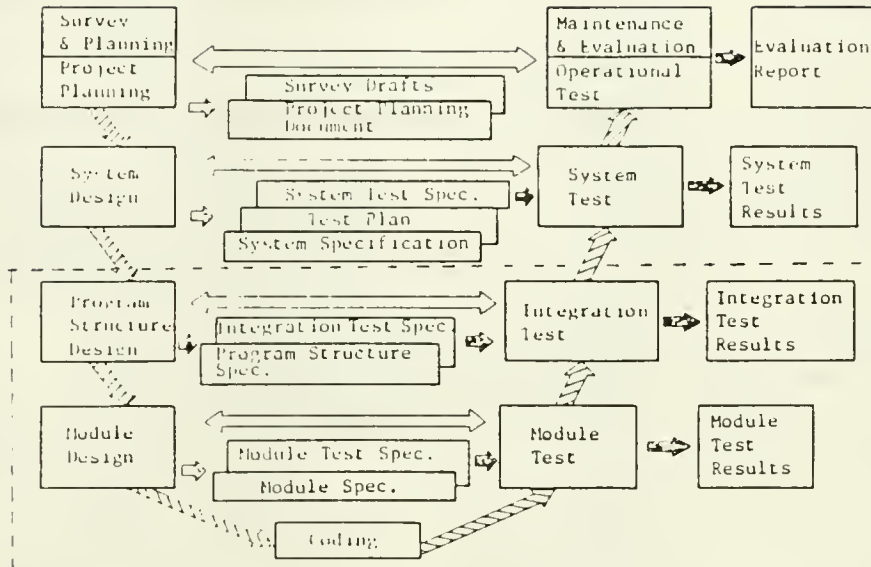 Survey
& Planning
Project
Planning
Survey Drafts
Project Planning
Document
Maintenance
& Evaluation
Operational
Test
Evaluation
Report
System
Design
System Test Spec.
Test Plan
System Specification
System
Test
System
Test
Results
Program
Structure
Design
Integration Test Spec.
Program Structure
Spec.
Integration
Test
Integration
Test
Results
Module
Design
Module Test Spec.
Module Spec.
Module
Test
Module
Test
Results
Coding